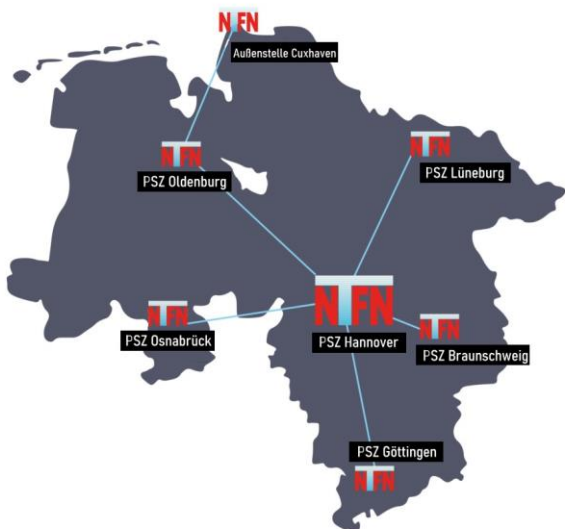 NTFN
Außenstelle Cuxhaven
NTFN
PSZ Oldenburg
NTFN
PSZ Lüneburg
NTFN
PSZ Hannover
NTFN
PSZ Osnabrück
NTFN
PSZ Braunschweig
PSZ Göttingen
NTFN